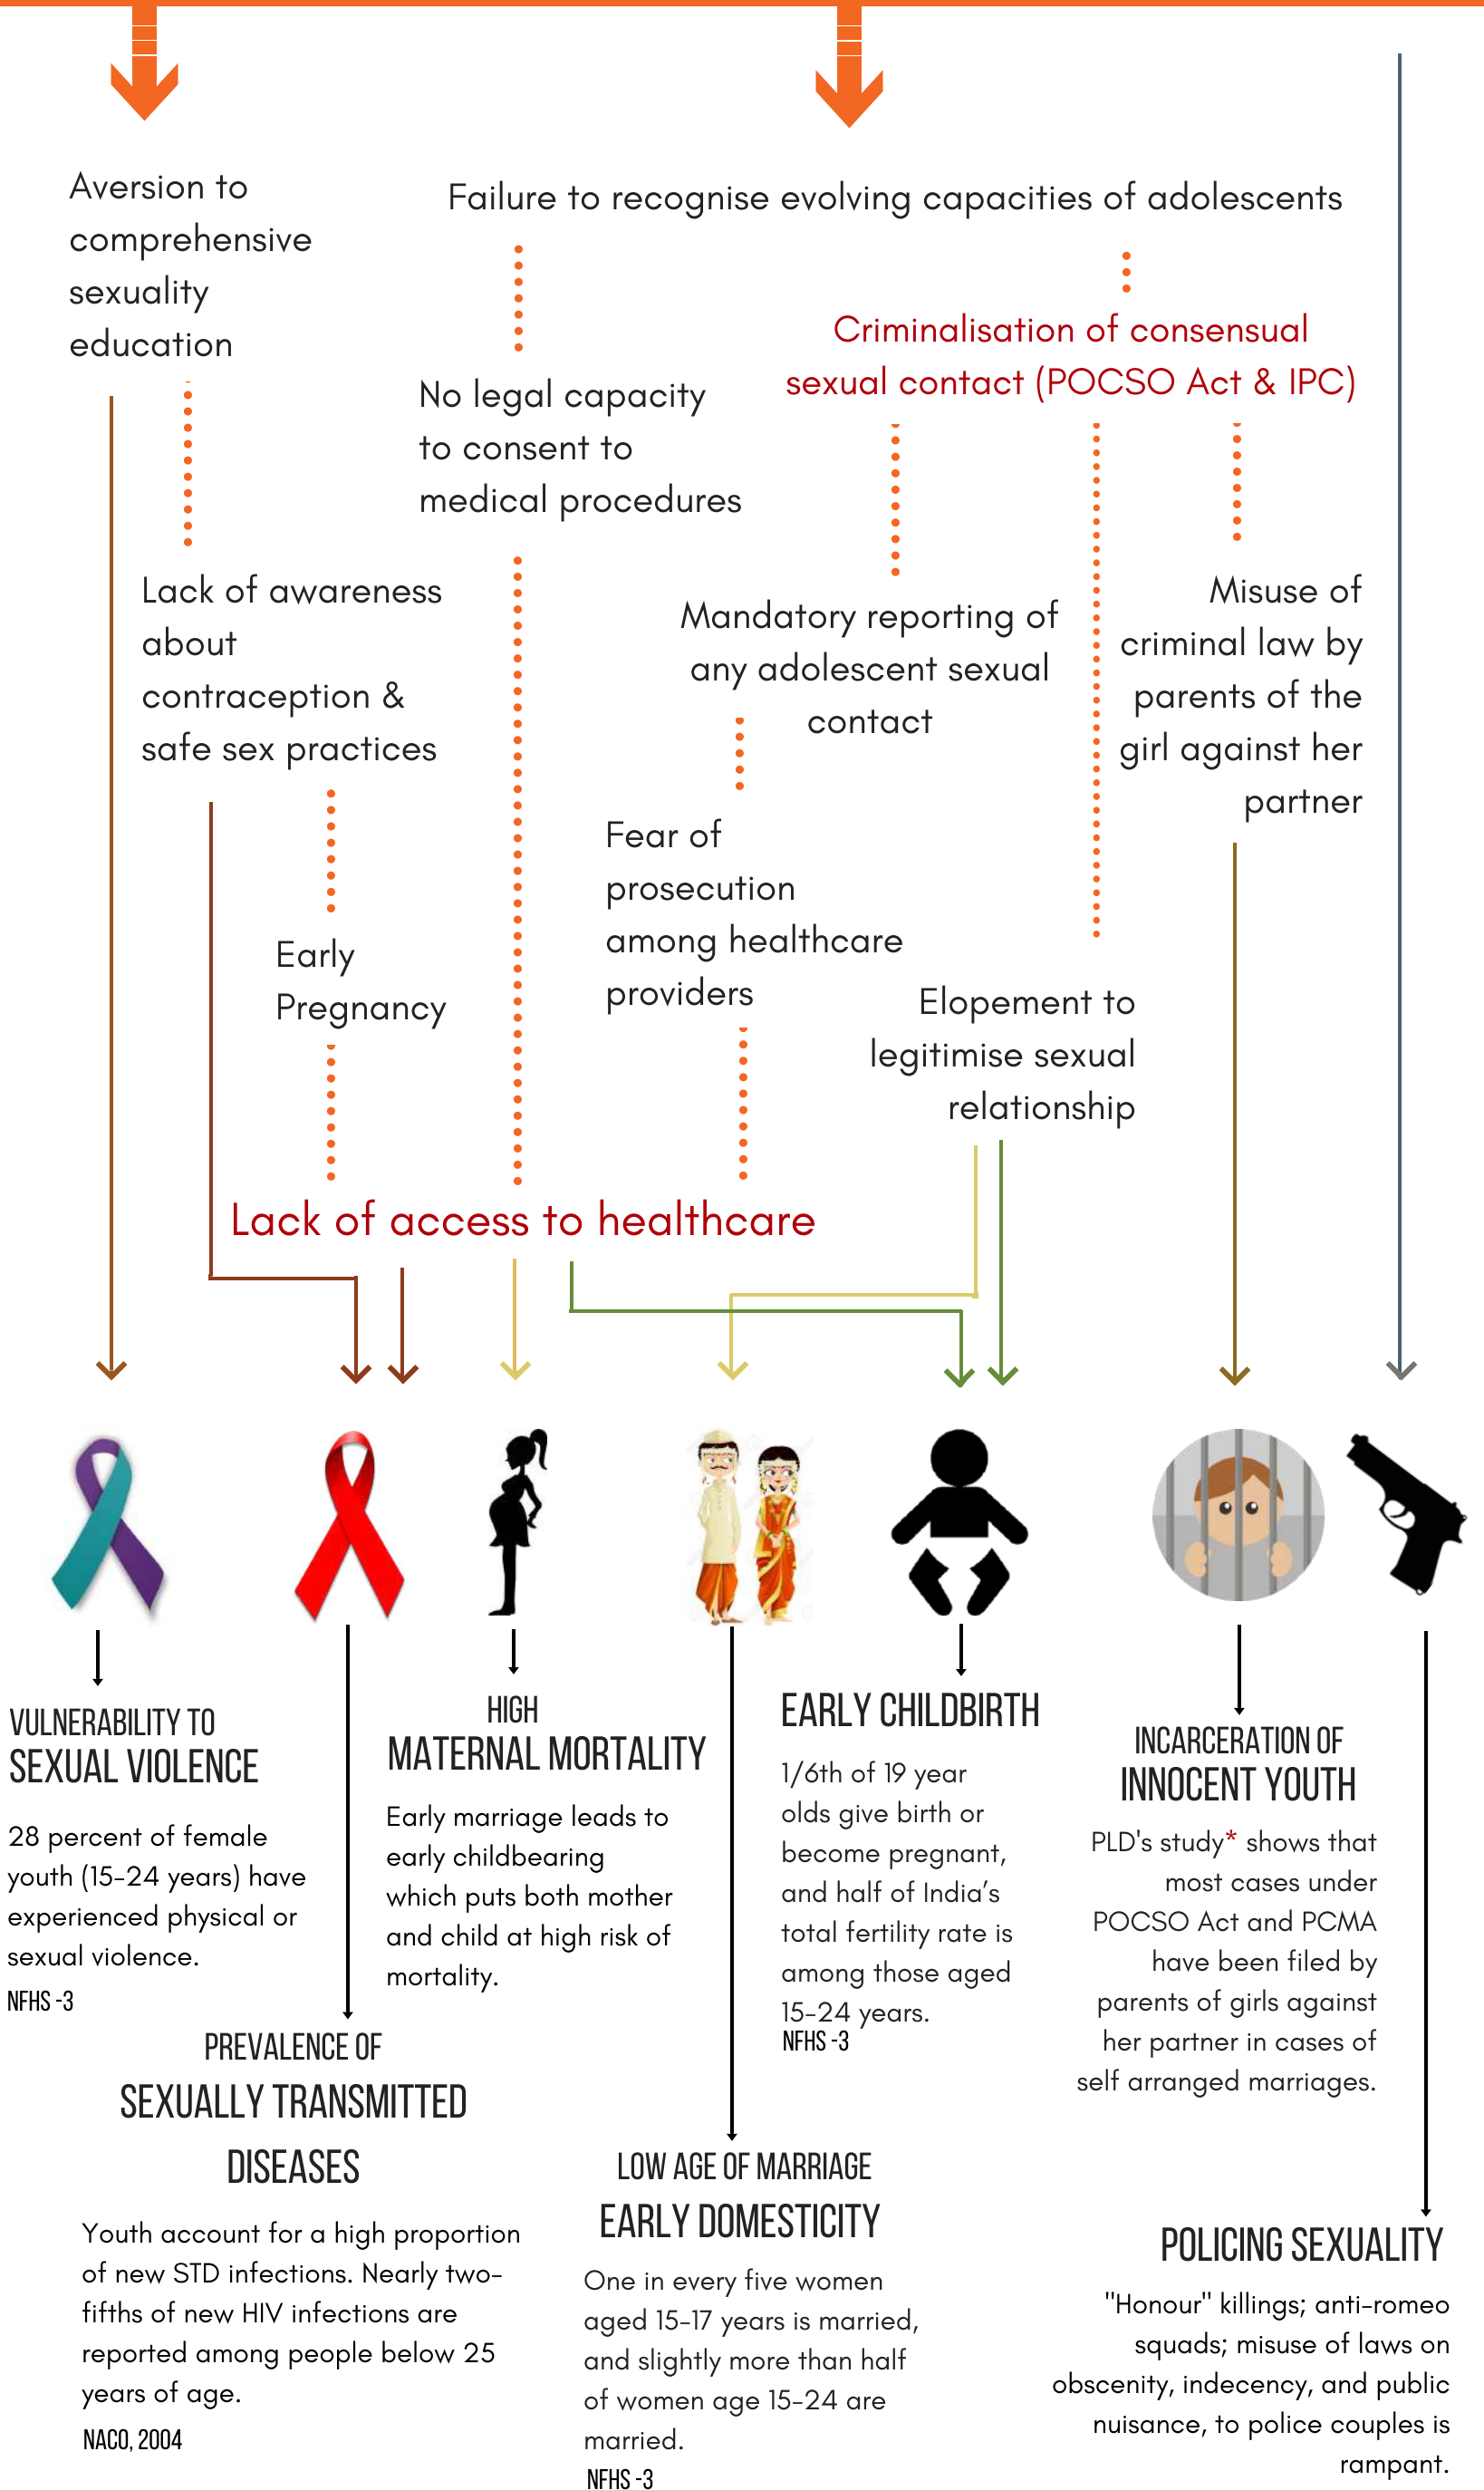 Aversion to
comprehensive
sexuality
education
Failure to recognise evolving capacities of adolescents
Criminalisation of consensual
sexual contact (POCSO Act & IPC)
No legal capacity
to consent to
medical procedures
Lack of awareness
about
contraception &
safe sex practices
Mandatory reporting of
any adolescent sexual
contact
Misuse of
criminal law by
parents of the
girl against her
partner
Fear of
prosecution
among healthcare
providers
Early
Pregnancy
Elopement to
legitimise sexual
relationship
Lack of access to healthcare
VULNERABILITY TO
SEXUAL VIOLENCE
28 percent of female
youth (15-24 years) have
experienced physical or
sexual violence.
NFHS -3
PREVALENCE OF
SEXUALLY TRANSMITTED
DISEASES
Youth account for a high proportion
of new STD infections. Nearly two-
fifths of new HIV infections are
reported among people below 25
years of age.
NACO, 2004
HIGH
MATERNAL MORTALITY
Early marriage leads to
early childbearing
which puts both mother
and child at high risk of
mortality.
LOW AGE OF MARRIAGE
EARLY DOMESTICITY
One in every five women
aged 15-17 years is married,
and slightly more than half
of women age 15-24 are
married.
NFHS -3
EARLY CHILDBIRTH
1/6th of 19 year
olds give birth or
become pregnant,
and half of India's
total fertility rate is
among those aged
15-24 years.
NFHS -3
INCARCERATION OF
INNOCENT YOUTH
PLD's study* shows that
most cases under
POCSO Act and PCMA
have been filed by
parents of girls against
her partner in cases of
self arranged marriages.
POLICING SEXUALITY
"Honour" killings; anti-romeo
squads; misuse of laws on
obscenity, indecency, and public
nuisance, to police couples is
rampant.